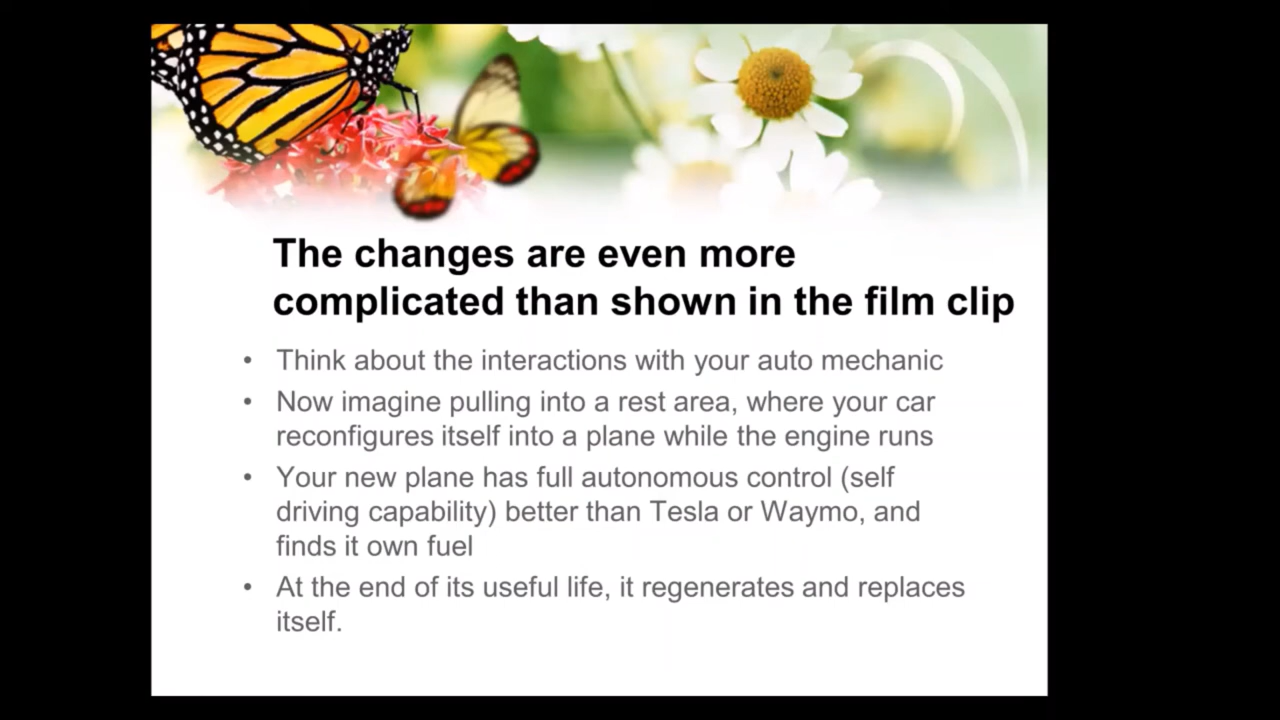 The changes are even more
complicated than shown in the film clip
• Think about the interactions with your auto mechanic
• Now imagine pulling into a rest area, where your car
reconfigures itself into a plane while the engine runs
• Your new plane has full autonomous control (self
driving capability) better than Tesla or Waymo, and
finds it own fuel
• At the end of its useful life, it regenerates and replaces
itself.